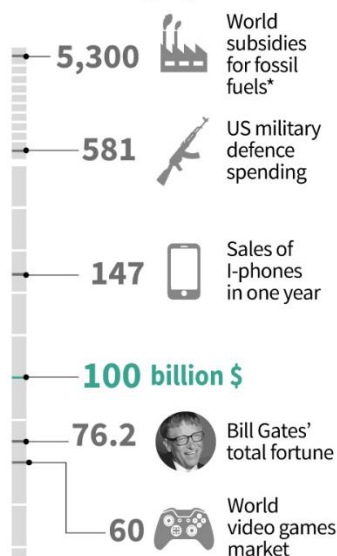 5,300
World
subsidies
for fossil
fuels*
581
US military
defence
spending
147
Sales of
I-phones
in one year
100 billion $
76.2
Bill Gates’
total fortune
60
World
video games
market